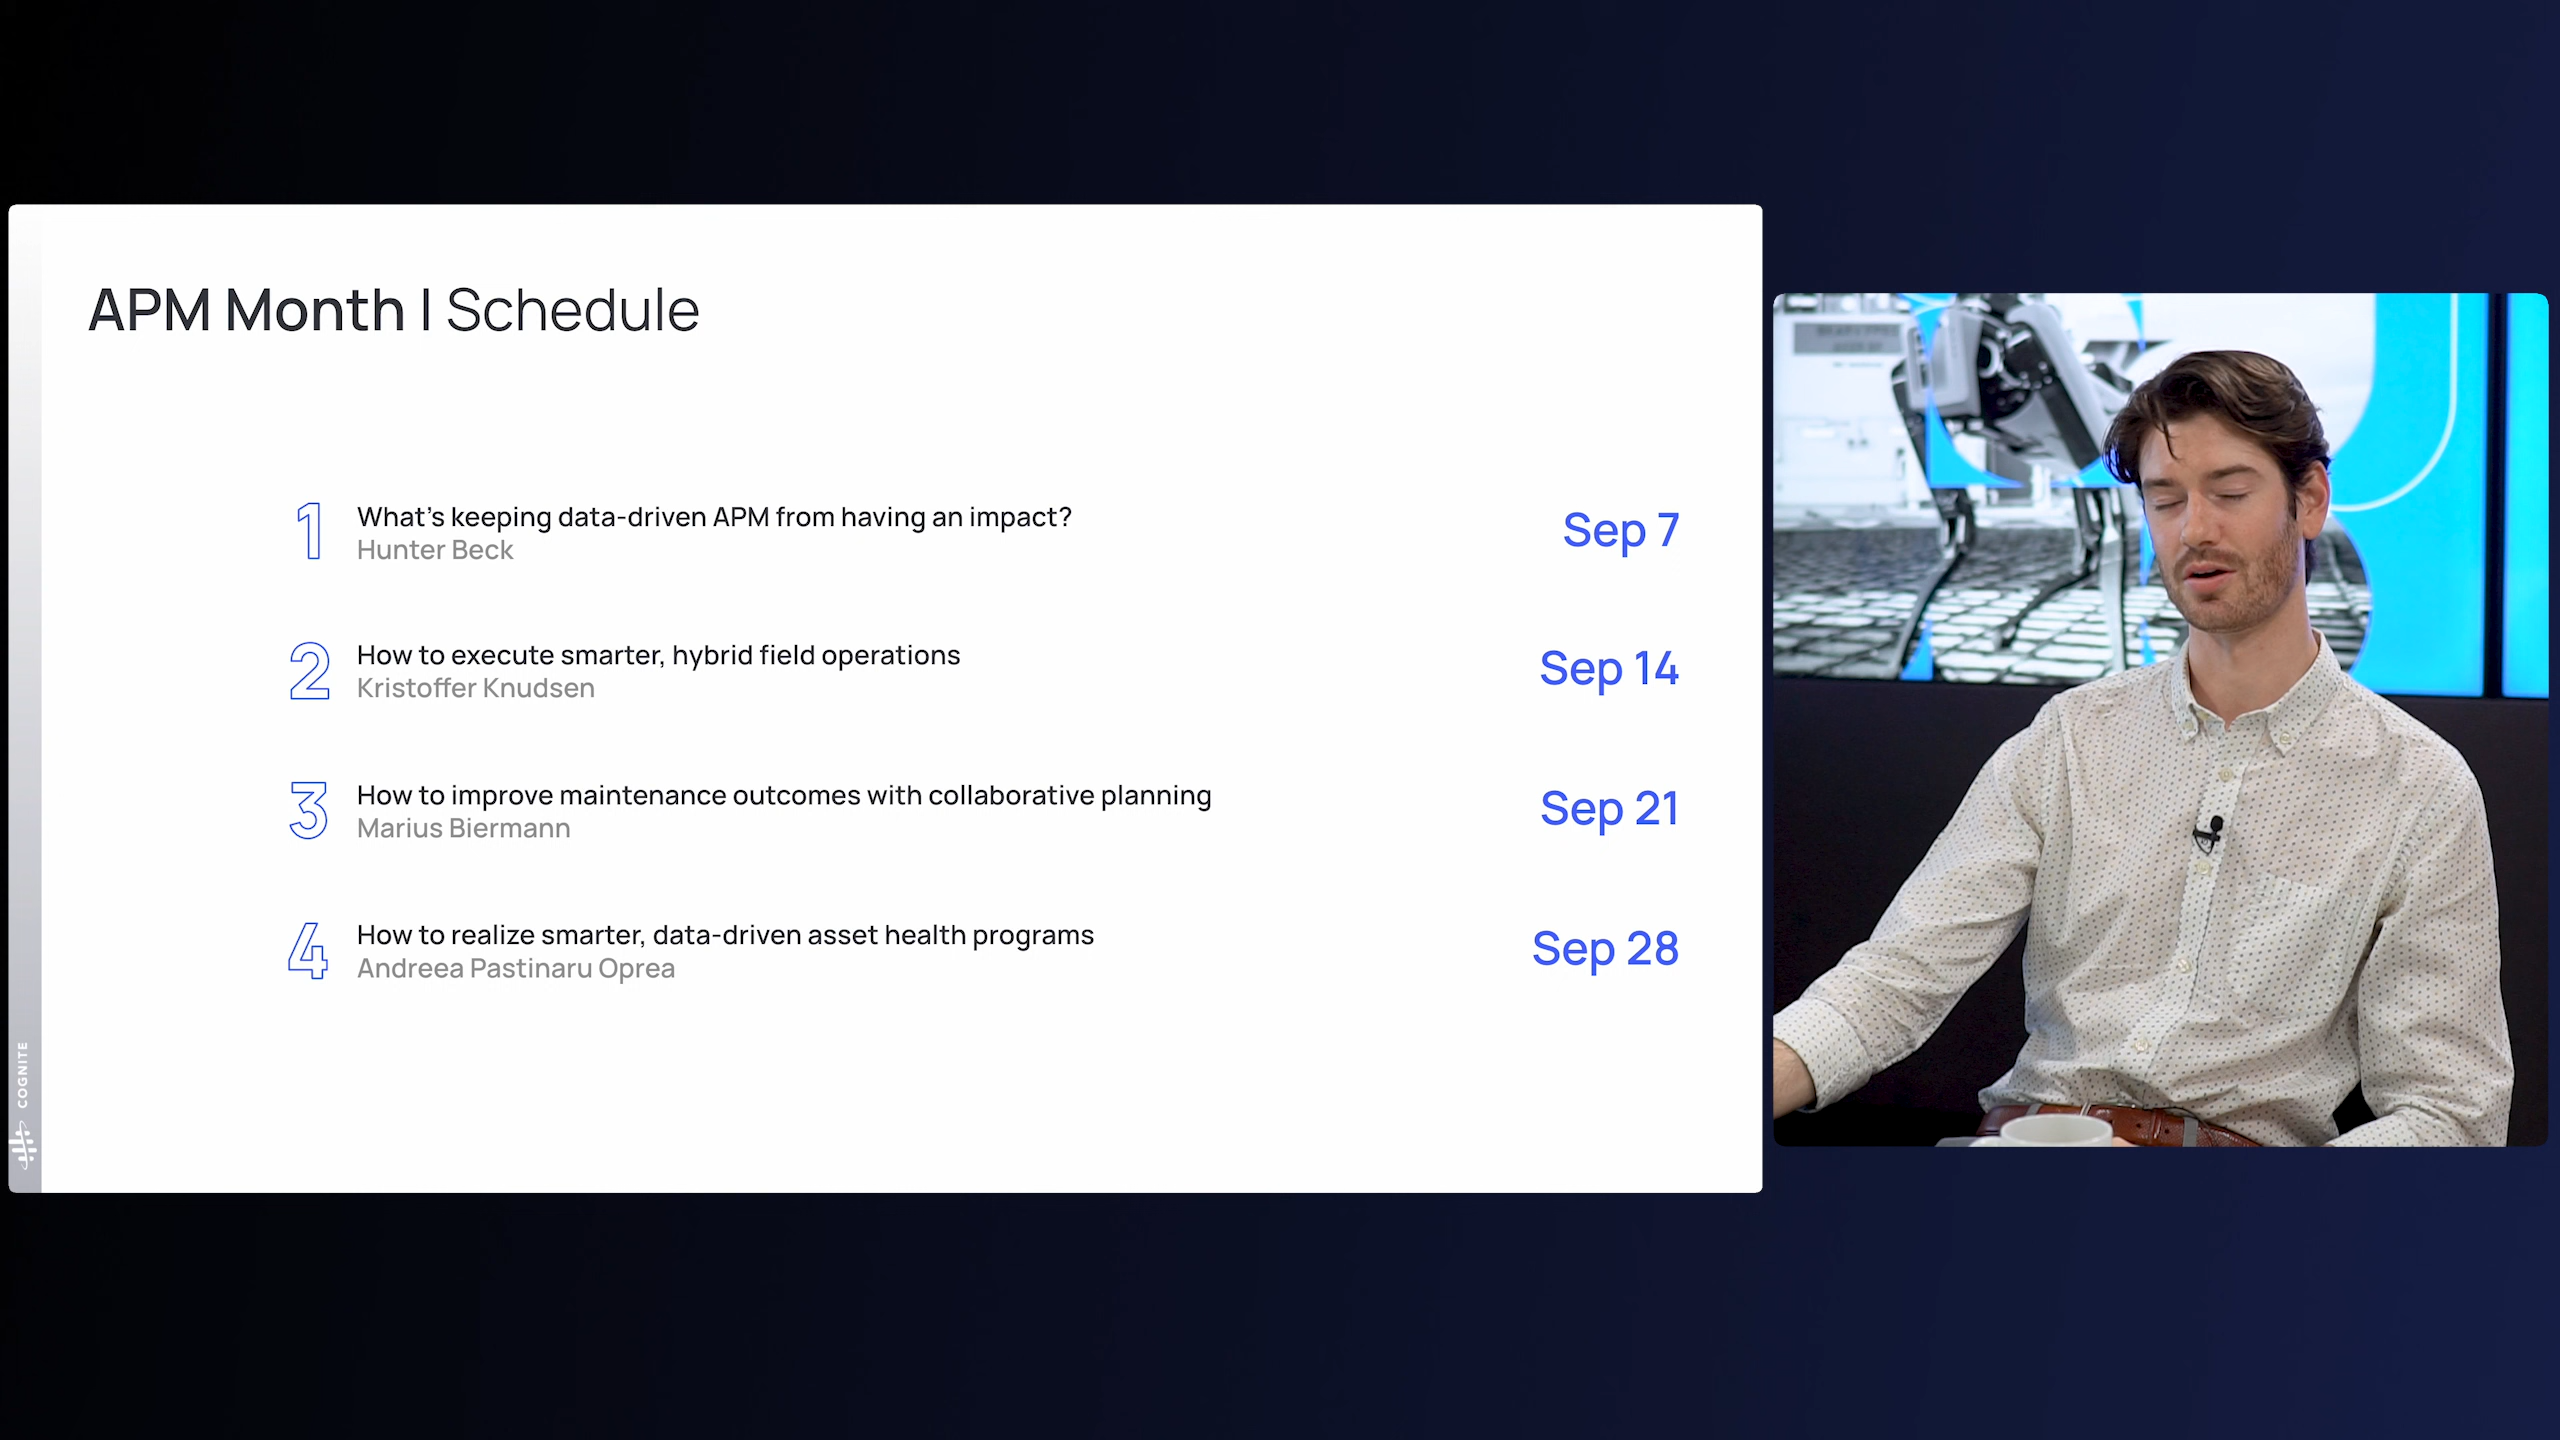 APM Month | Schedule
1
What's keeping data-driven APM from having an impact?
Hunter Beck
Sep 7
2
How to execute smarter, hybrid field operations
Kristoffer Knudsen
Sep 14
3
How to improve maintenance outcomes with collaborative planning
Marius Biermann
Sep 21
4
How to realize smarter, data-driven asset health programs
Andreea Pastinaru Oprea
Sep 28
COGNITE